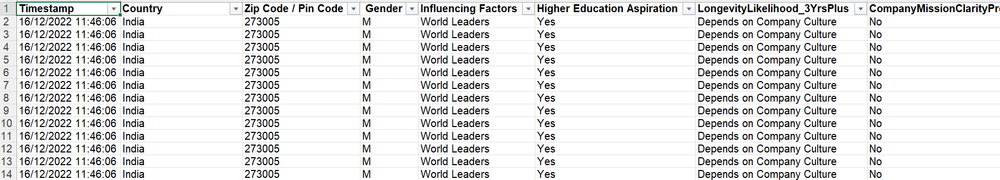 1 Timestamp Country Zip Code / Pin Code Gender Influencing Factors Higher Education Aspiration LongevityLikelihood_3YrsPlus CompanyMissionClarityPr
2 16/12/2022 11:46:06 India 273005 M World Leaders Yes Depends on Company Culture No
3 16/12/2022 11:46:06 India 273005 M World Leaders Yes Depends on Company Culture No
4 16/12/2022 11:46:06 India 273005 M World Leaders Yes Depends on Company Culture No
5 16/12/2022 11:46:06 India 273005 M World Leaders Yes Depends on Company Culture No
6 16/12/2022 11:46:06 India 273005 M World Leaders Yes Depends on Company Culture No
7 16/12/2022 11:46:06 India 273005 M World Leaders Yes Depends on Company Culture No
8 16/12/2022 11:46:06 India 273005 M World Leaders Yes Depends on Company Culture No
9 16/12/2022 11:46:06 India 273005 M World Leaders Yes Depends on Company Culture No
10 16/12/2022 11:46:06 India 273005 M World Leaders Yes Depends on Company Culture No
11 16/12/2022 11:46:06 India 273005 M World Leaders Yes Depends on Company Culture No
12 16/12/2022 11:46:06 India 273005 M World Leaders Yes Depends on Company Culture No
13 16/12/2022 11:46:06 India 273005 M World Leaders Yes Depends on Company Culture No
14 16/12/2022 11:46:06 India 273005 M World Leaders Yes Depends on Company Culture No